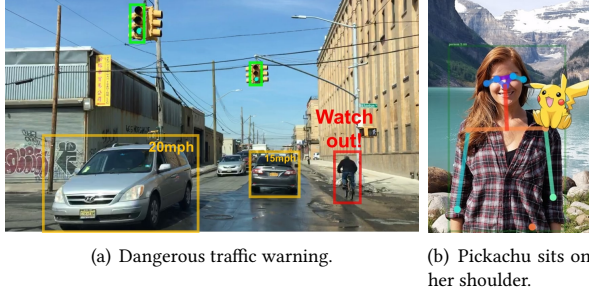 20mph
15mph
Watch
out!
(a) Dangerous traffic warning.
(b) Pickachu sits on
her shoulder.